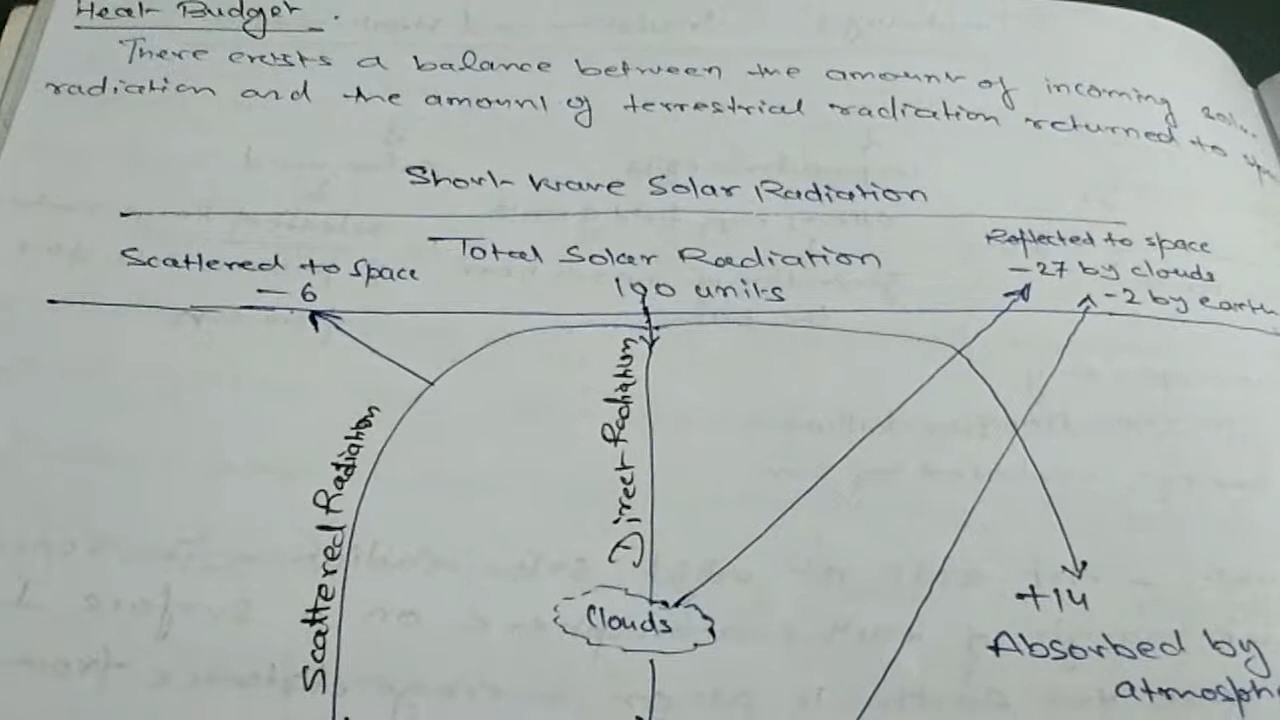 Heat Budget.
There exists a balance between the amount of incoming
radiation and the amount of terrestrial radiation returned to
Short Wave Solar Radiation
Scattered to space
- 6
Total Solar Radiation
100 units
Reflected to space
-27 by clouds
-2 by earth
Scattered Radiation
Direct Radiation
Clouds
+14
Absorbed by